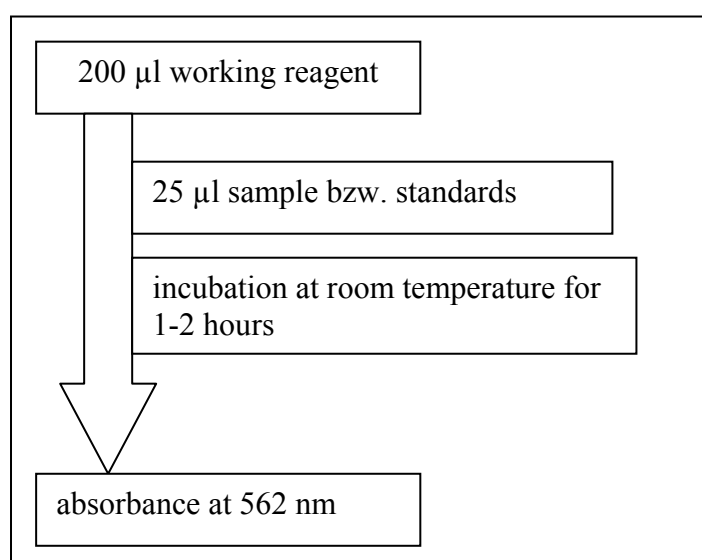 200 µl working reagent
25 µl sample bzw. standards
incubation at room temperature for
1-2 hours
absorbance at 562 nm